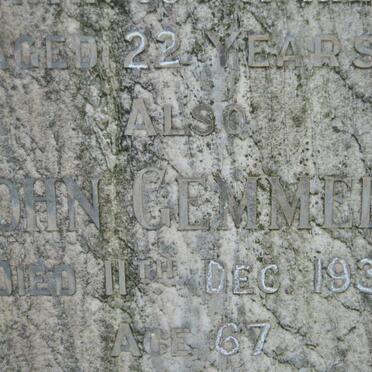 AGED 22 YEARS
ALSO
JOHN GEMMEL
DIED 11TH DEC. 193
AGE 67